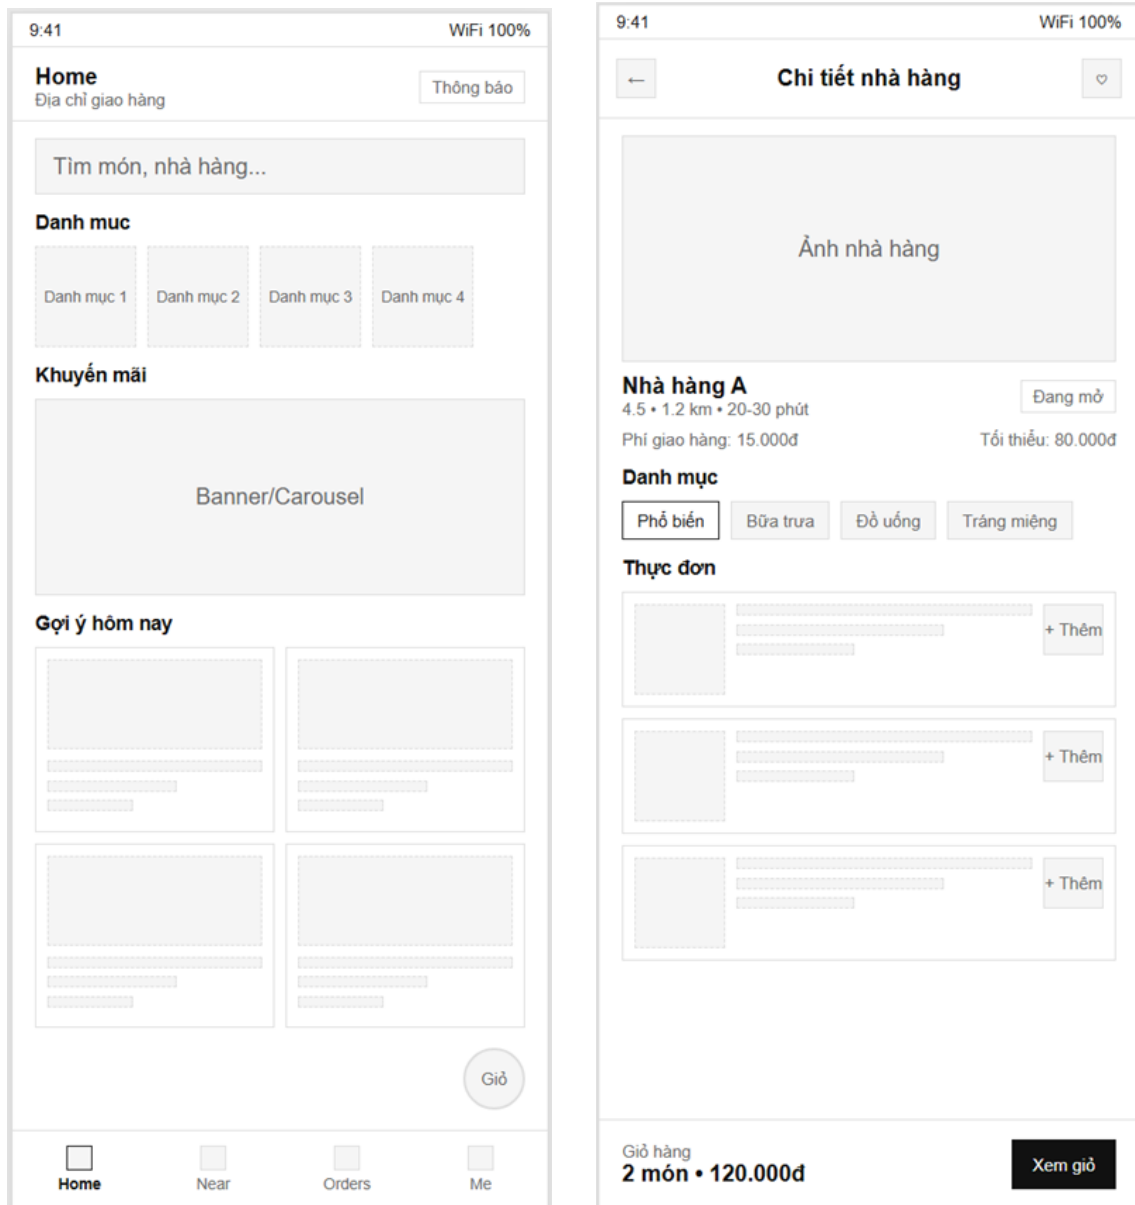 9:41 WiFi 100%
Home
Địa chỉ giao hàng
Thông báo
Tìm món, nhà hàng...
Danh muc
Danh mục 1 Danh mục 2 Danh mục 3 Danh mục 4
Khuyến mãi
Banner/Carousel
Gợi ý hôm nay
Giỏ
Home Near Orders Me
9:41 WiFi 100%
← Chi tiết nhà hàng ♡
Ảnh nhà hàng
Nhà hàng A
4.5 • 1.2 km • 20-30 phút
Đang mở
Phí giao hàng: 15.000đ Tối thiểu: 80.000đ
Danh mục
Phổ biến Bữa trưa Đồ uống Tráng miệng
Thực đơn
+ Thêm
+ Thêm
+ Thêm
Giỏ hàng
2 món • 120.000đ
Xem giỏ